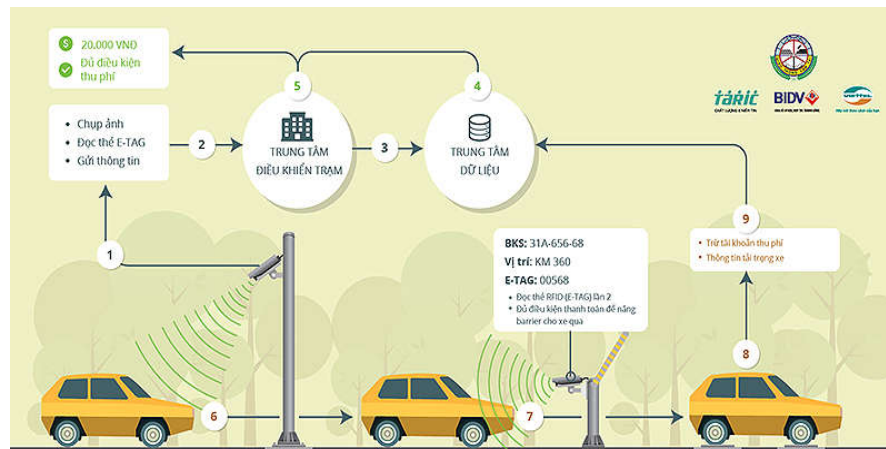 20.000 VNĐ
Đủ điều kiện
thu phí
5
4
TARIC
BIDV
viettel
• Chụp ảnh
• Đọc thẻ E-TAG
• Gửi thông tin
2
TRUNG TÂM
ĐIỀU KHIỂN TRẠM
3
TRUNG TÂM
DỮ LIỆU
9
1
BKS: 31A-656-68
Vị trí: KM 360
E-TAG: 00568
• Đọc thẻ RFID (E-TAG) lần 2
• Đủ điều kiện thanh toán để nâng
barrier cho xe qua
• Trừ tài khoản thu phí
• Thông tin tải trọng xe
8
6
7